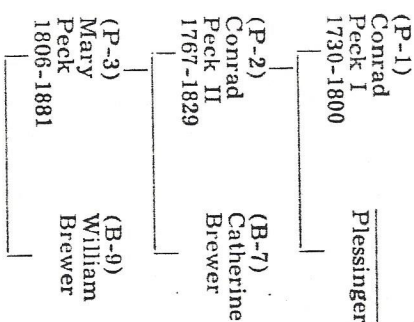 (P-1)
Conrad
Peck I
1730-1800
Plessinger
(P-2)
Conrad
Peck II
1767-1829
(B-7)
Catherine
Brewer
(P-3)
Mary
Peck
1806-1881
(B-9)
William
Brewer